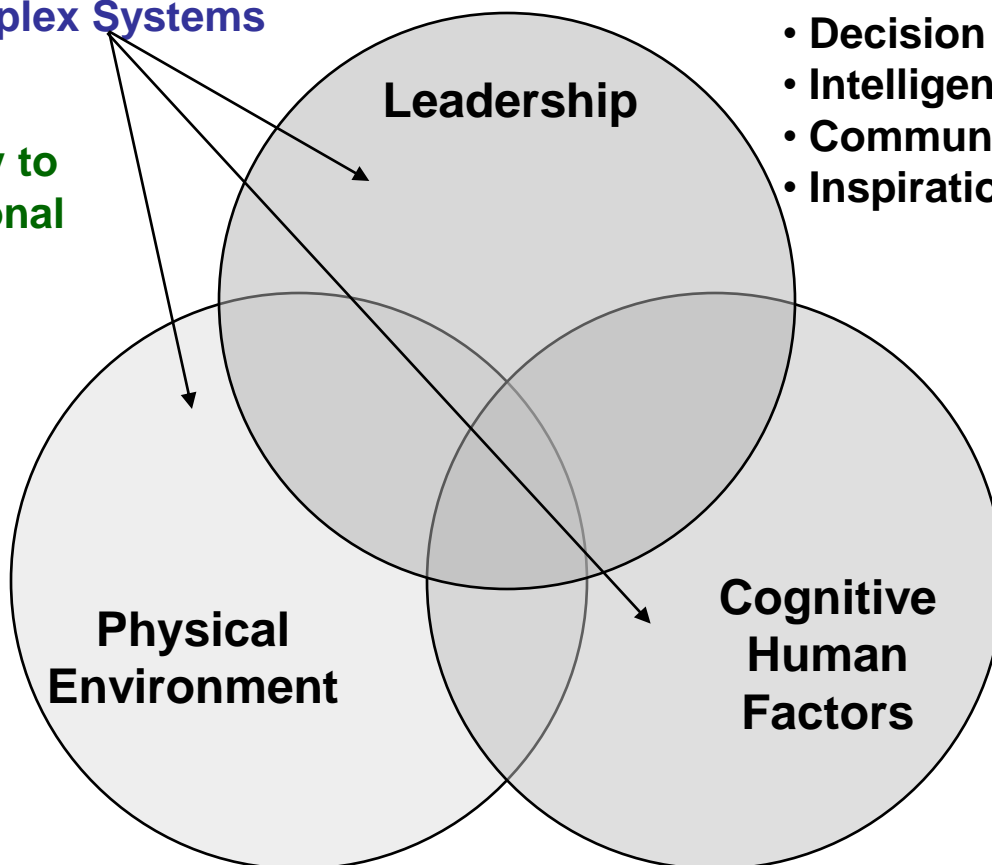 plex Systems
• Decision
• Intelligen
• Commun
• Inspiratio
Leadership
y to
onal
Physical
Environment
Cognitive
Human
Factors